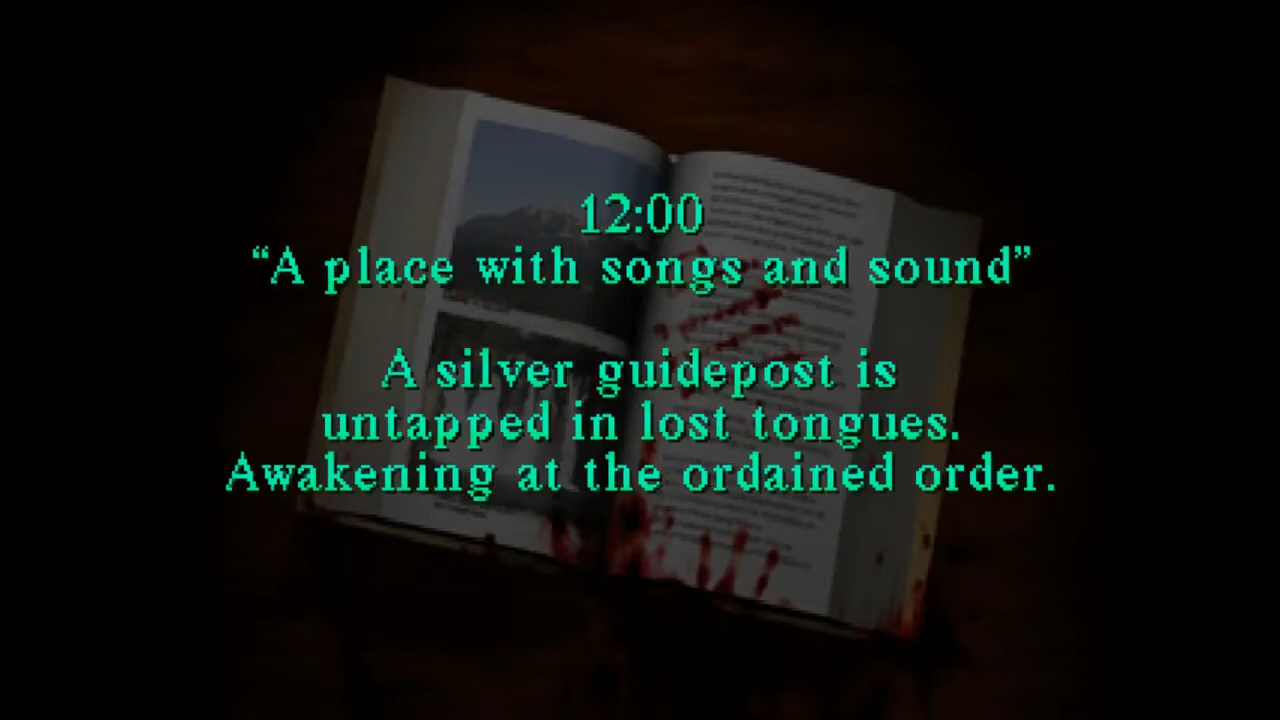 12:00
“A place with songs and sound”
A silver guidepost is
untapped in lost tongues.
Awakening at the ordained order.